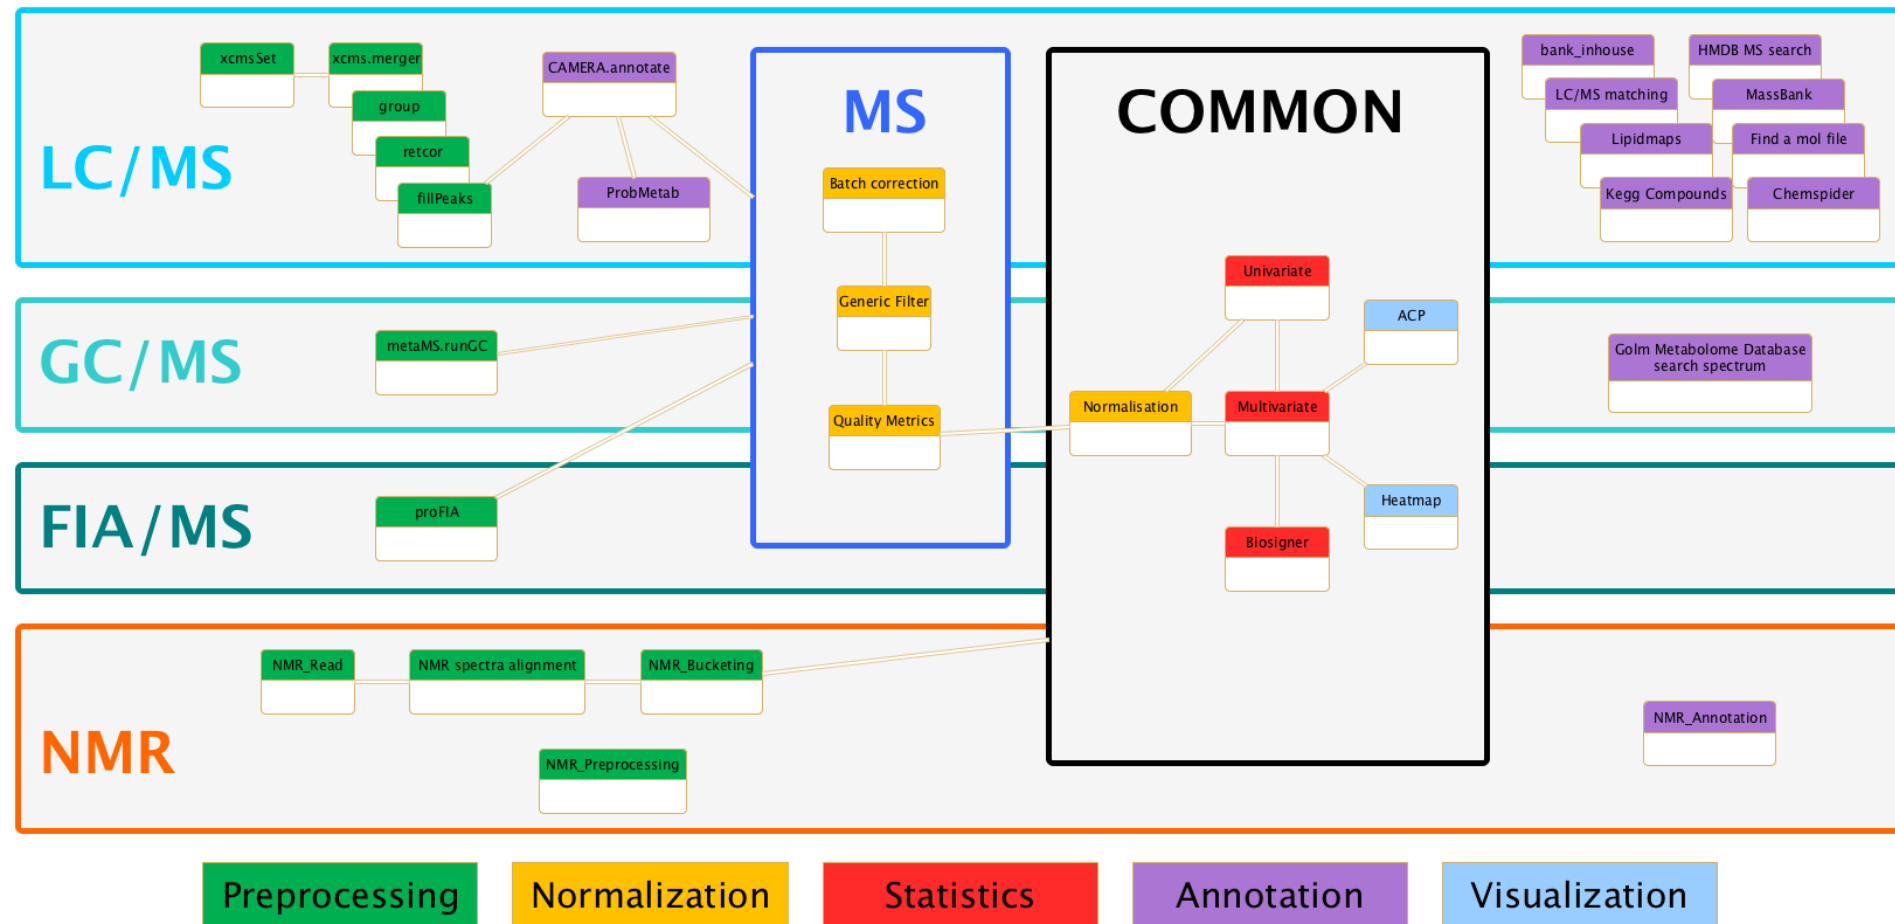 LC/MS
xcmsSet
xcms.merger
group
retcor
fillPeaks
CAMERA.annotate
ProbMetab
MS
Batch correction
Generic Filter
Quality Metrics
COMMON
Univariate
ACP
Normalisation
Multivariate
Heatmap
Biosigner
bank_inhouse
HMDB MS search
LC/MS matching
MassBank
Lipidmaps
Find a mol file
Kegg Compounds
Chemspider
GC/MS
metaMS.runGC
Golm Metabolome Database
search spectrum
FIA/MS
proFIA
NMR
NMR_Read
NMR spectra alignment
NMR_Bucketing
NMR_Preprocessing
NMR_Annotation
Preprocessing
Normalization
Statistics
Annotation
Visualization